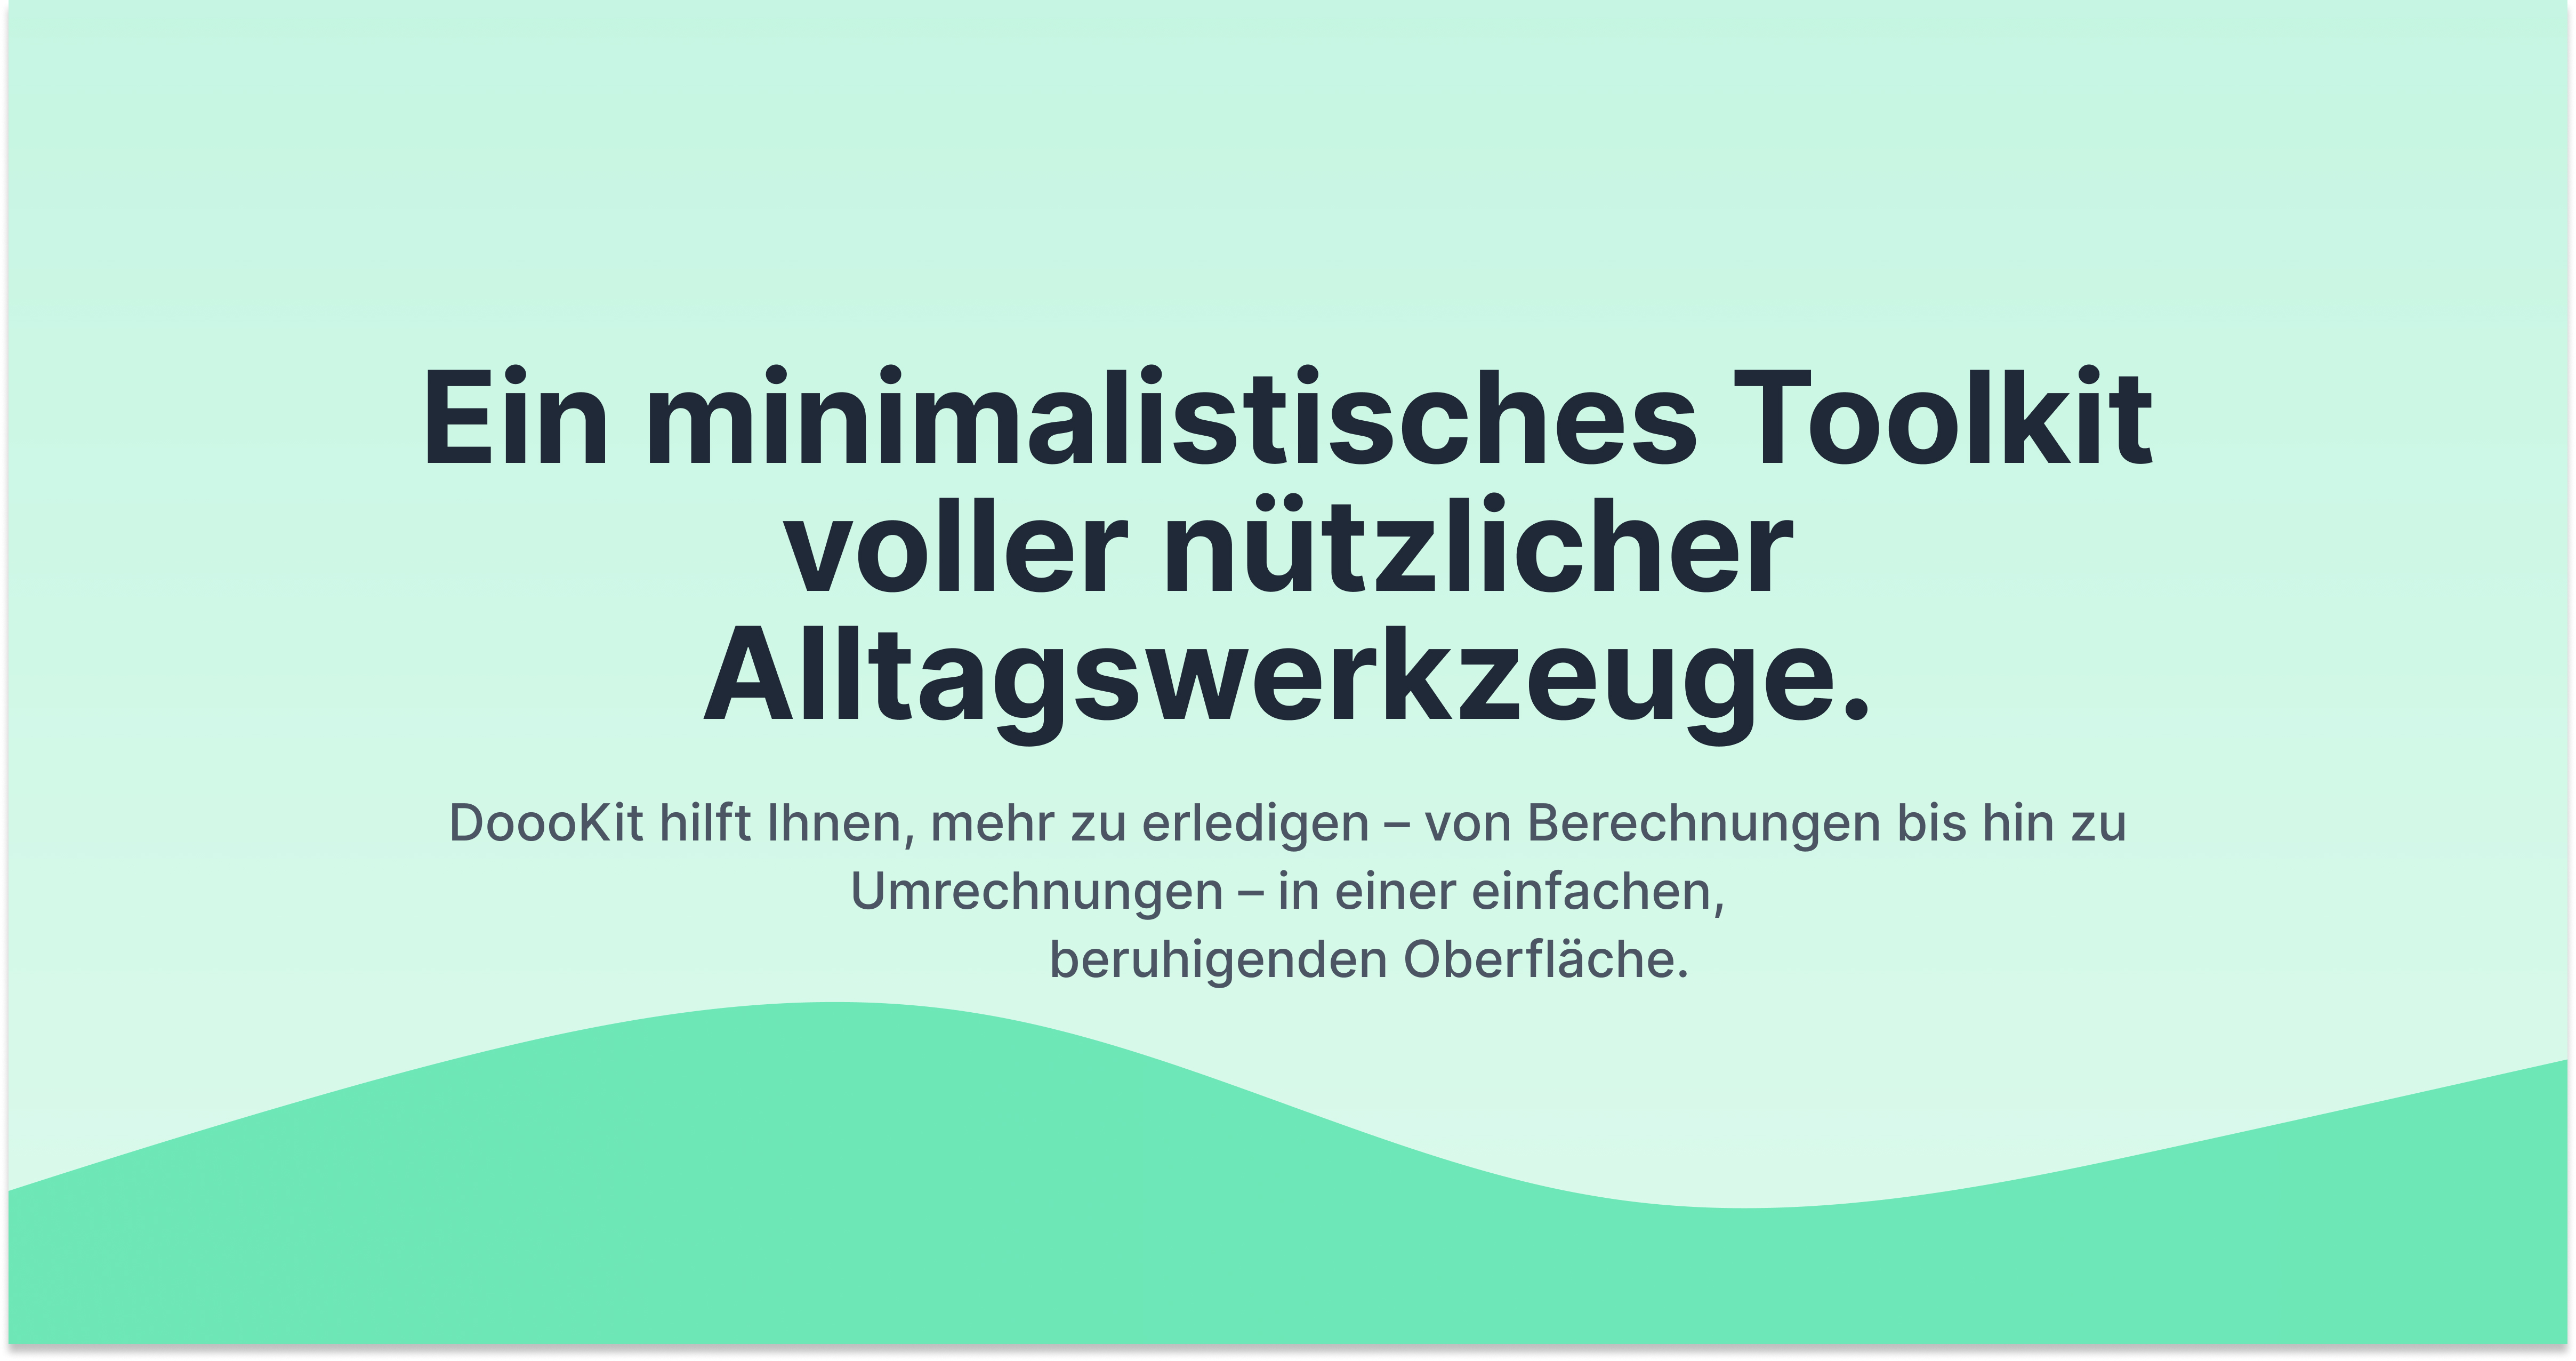 Ein minimalistisches Toolkit
voller nützlicher
Alltagswerkzeuge.
DoooKit hilft Ihnen, mehr zu erledigen – von Berechnungen bis hin zu
Umrechnungen – in einer einfachen,
beruhigenden Oberfläche.